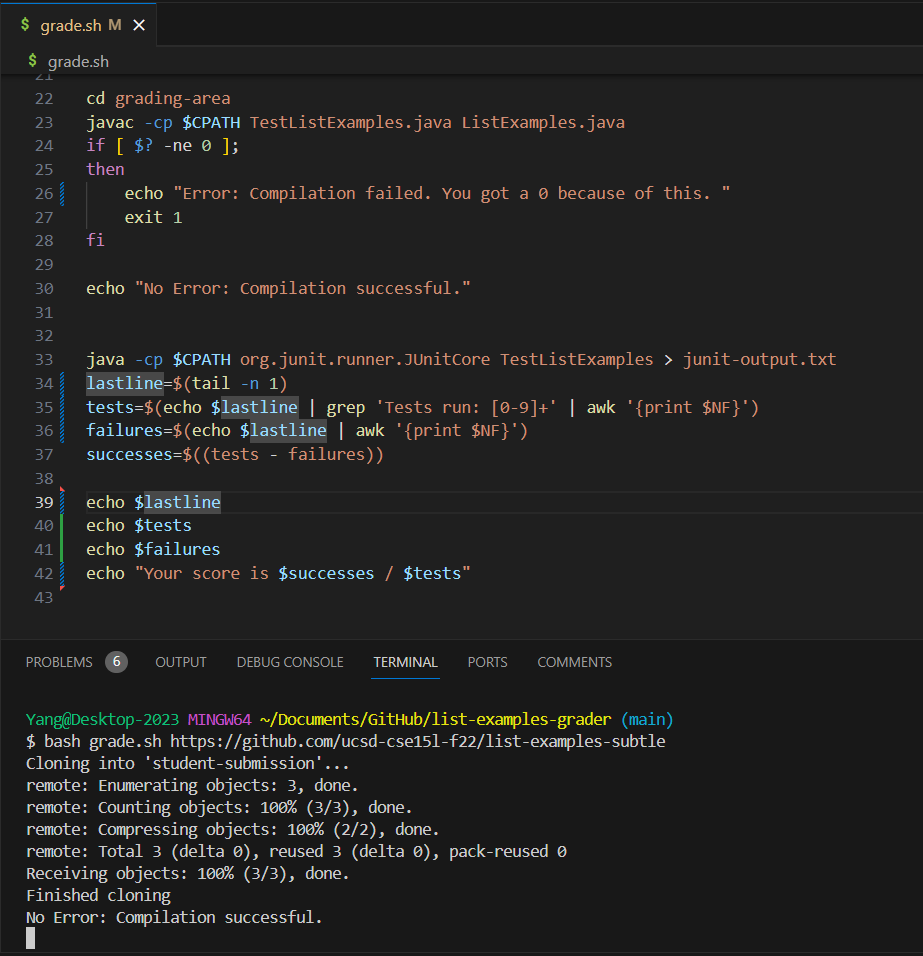 $ grade.sh M ×
$ grade.sh
21
22 cd grading-area
23 javac -cp $CPATH TestListExamples.java ListExamples.java
24 if [ $? -ne 0 ];
25 then
26     echo "Error: Compilation failed. You got a 0 because of this. "
27     exit 1
28 fi
29
30 echo "No Error: Compilation successful."
31
32
33 java -cp $CPATH org.junit.runner.JUnitCore TestListExamples > junit-output.txt
34 lastline=$(tail -n 1)
35 tests=$(echo $lastline | grep 'Tests run: [0-9]+' | awk '{print $NF}')
36 failures=$(echo $lastline | awk '{print $NF}')
37 successes=$((tests - failures))
38
39 echo $lastline
40 echo $tests
41 echo $failures
42 echo "Your score is $successes / $tests"
43
PROBLEMS 6 OUTPUT DEBUG CONSOLE TERMINAL PORTS COMMENTS
Yang@Desktop-2023 MINGW64 ~/Documents/GitHub/list-examples-grader (main)
$ bash grade.sh https://github.com/ucsd-cse15l-f22/list-examples-subtle
Cloning into 'student-submission'...
remote: Enumerating objects: 3, done.
remote: Counting objects: 100% (3/3), done.
remote: Compressing objects: 100% (2/2), done.
remote: Total 3 (delta 0), reused 3 (delta 0), pack-reused 0
Receiving objects: 100% (3/3), done.
Finished cloning
No Error: Compilation successful.